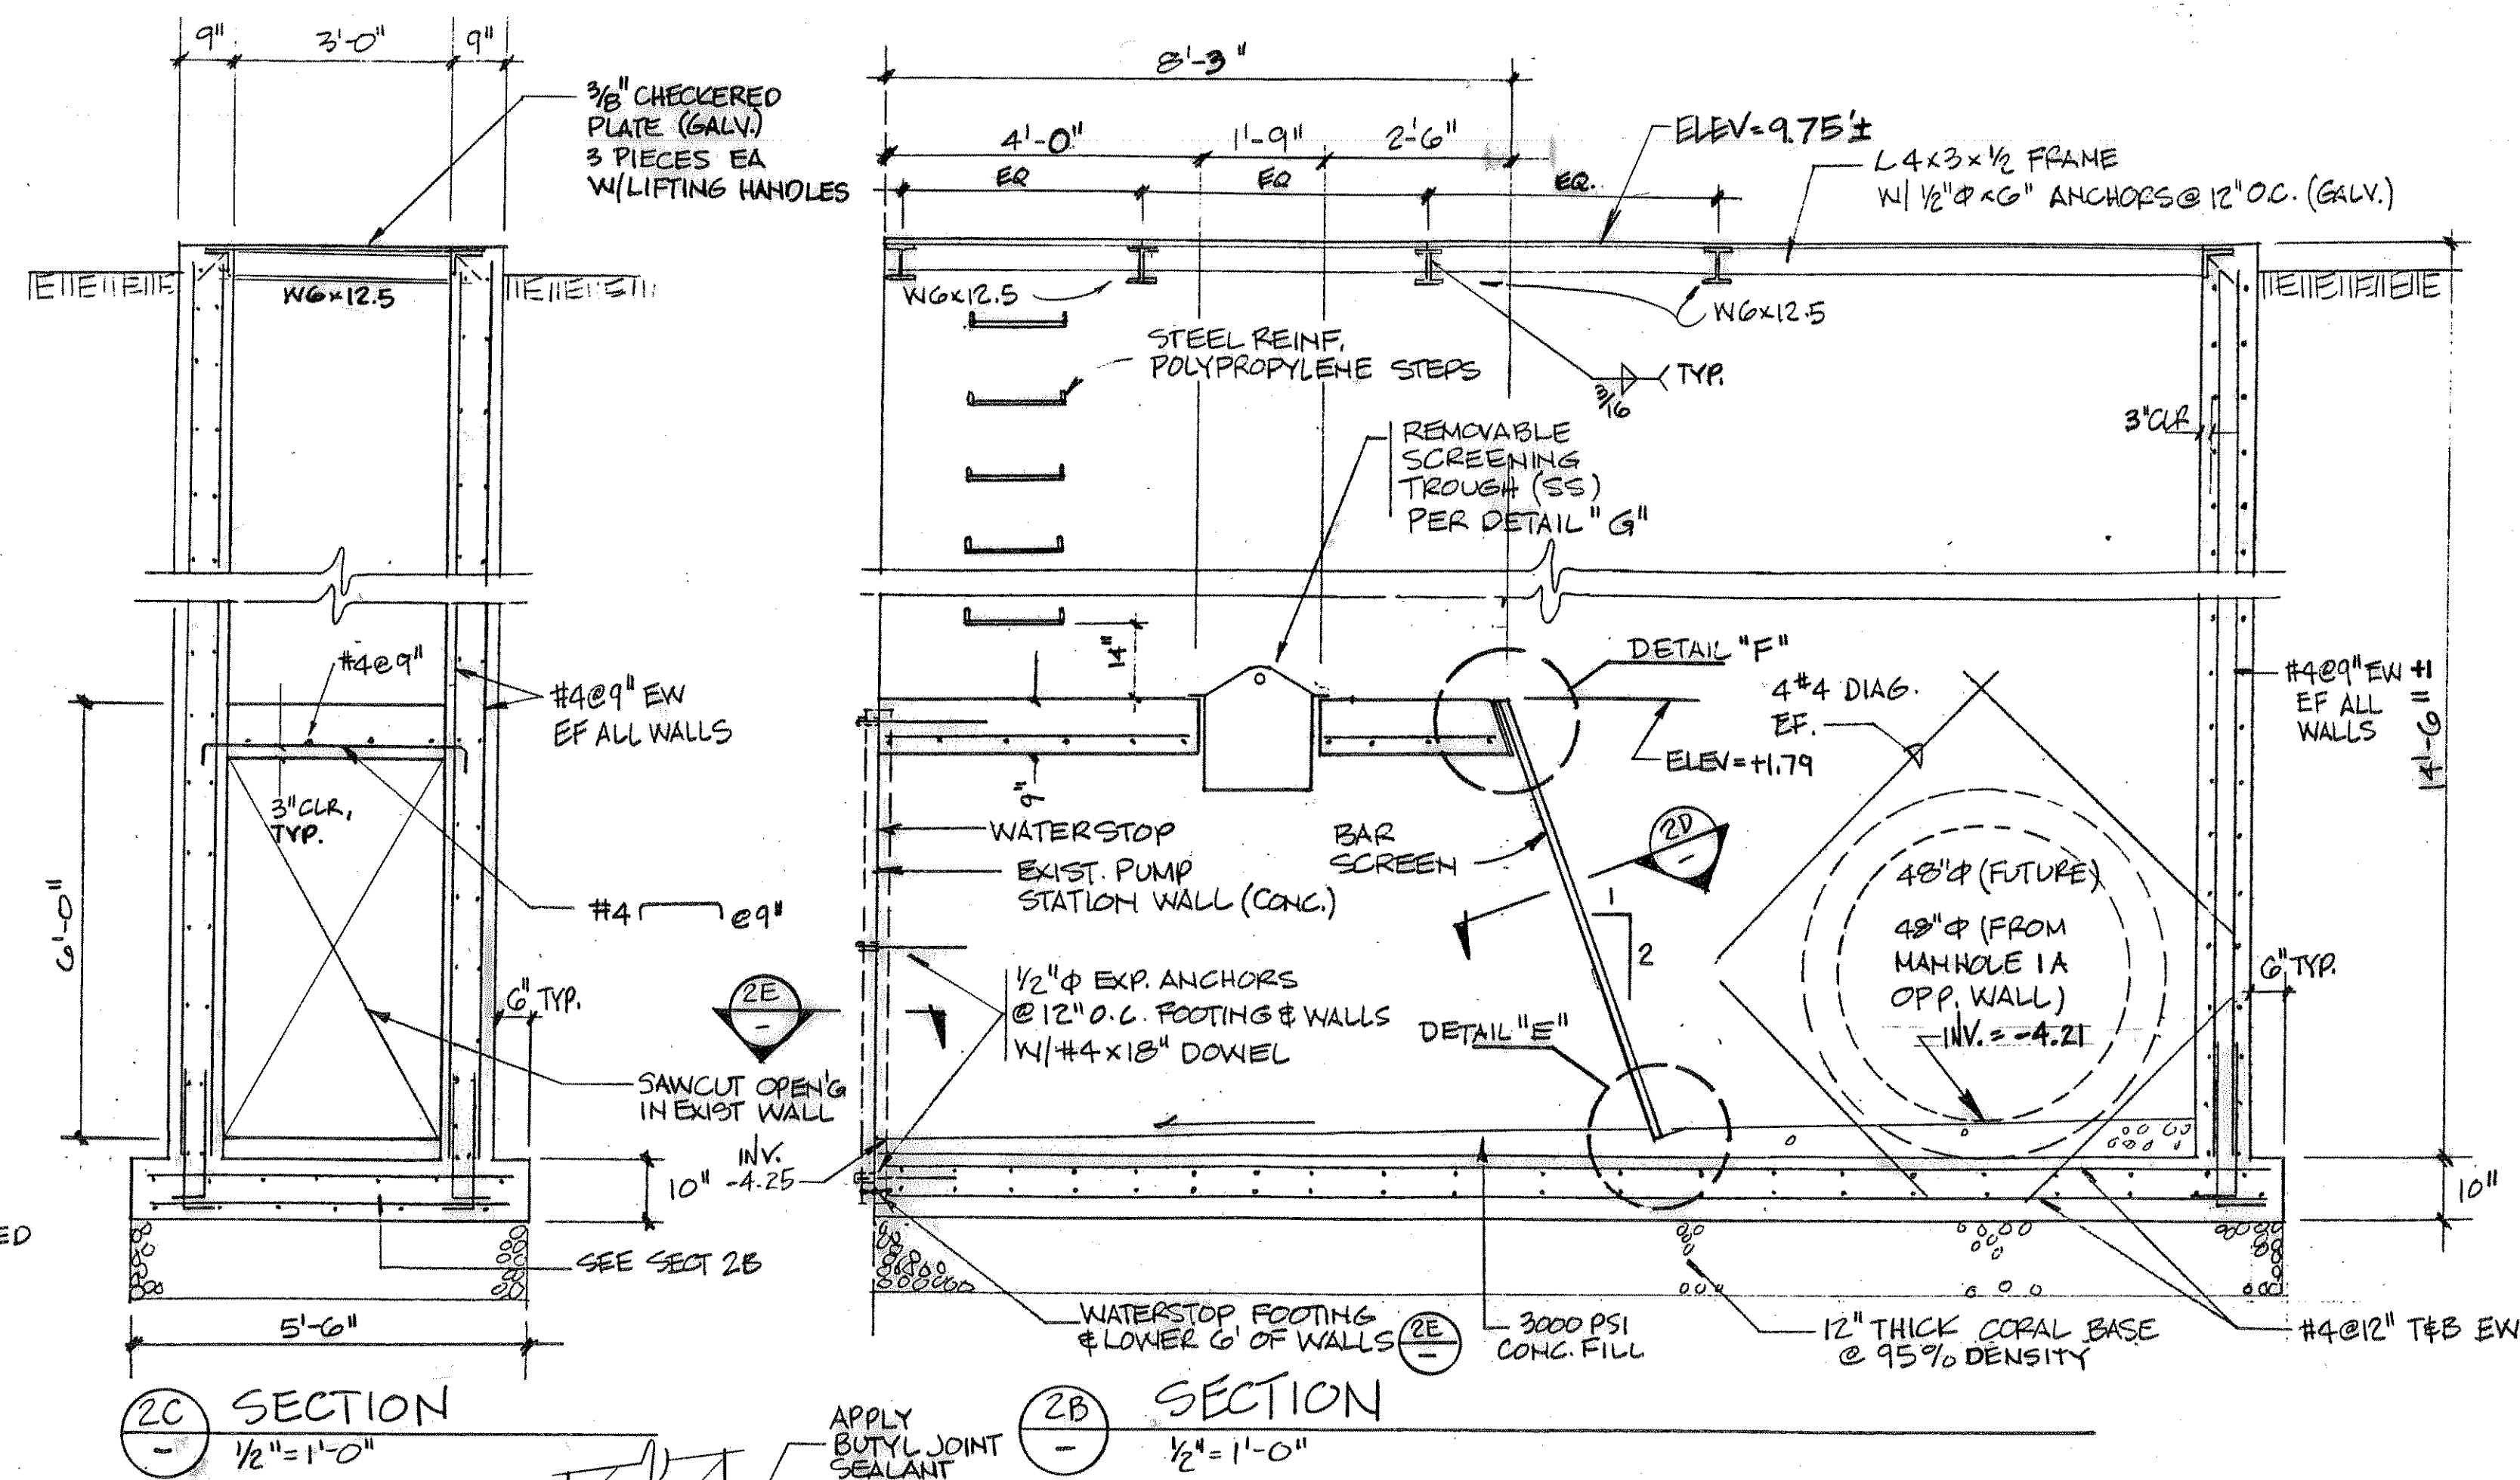 9" 3'-0" 9"
3/8" CHECKERED
PLATE (GALV.)
3 PIECES EA
W/LIFTING HANDLES
W6x12.5
#4@9"
#4@9" EW
EF ALL WALLS
3" CLR,
TYP.
6'-0"
#4 @9"
6" TYP.
SAWCUT OPEN'G
IN EXIST WALL
10"
SEE SECT 2B
5'-6"
2C
-
SECTION
1/2"=1'-0"
ED
8'-3"
4'-0" 1'-9" 2'-6"
EQ EQ EQ.
ELEV=9.75'±
L 4x3x1/2 FRAME
W/ 1/2"Φx6" ANCHORS@12"O.C. (GALV.)
W6x12.5
W6x12.5
STEEL REINF.
POLYPROPYLENE STEPS
3/16
TYP.
REMOVABLE
SCREENING
TROUGH (SS)
PER DETAIL "G"
3"CLR
14"
DETAIL "F"
4#4 DIAG.
EF.
ELEV=+1.79
#4@9" EW
EF ALL
WALLS
14'-6"
9"
WATERSTOP
EXIST. PUMP
STATION WALL (CONC.)
BAR
SCREEN
2D
-
1
2
48"Φ (FUTURE)
48"Φ (FROM
MANHOLE 1A
OPP. WALL)
INV. = -4.21
6" TYP.
2E
-
1/2"Φ EXP. ANCHORS
@12"O.C. FOOTING & WALLS
W/#4x18" DOWEL
DETAIL "E"
INV.
-4.25
10"
WATERSTOP, FOOTING
& LOWER 6' OF WALLS
2E
-
3000 PSI
CONC. FILL
12" THICK CORAL BASE
@ 95% DENSITY
#4@12" T&B EW
2B
-
SECTION
1/2"=1'-0"
APPLY
BUTYL JOINT
SEALANT